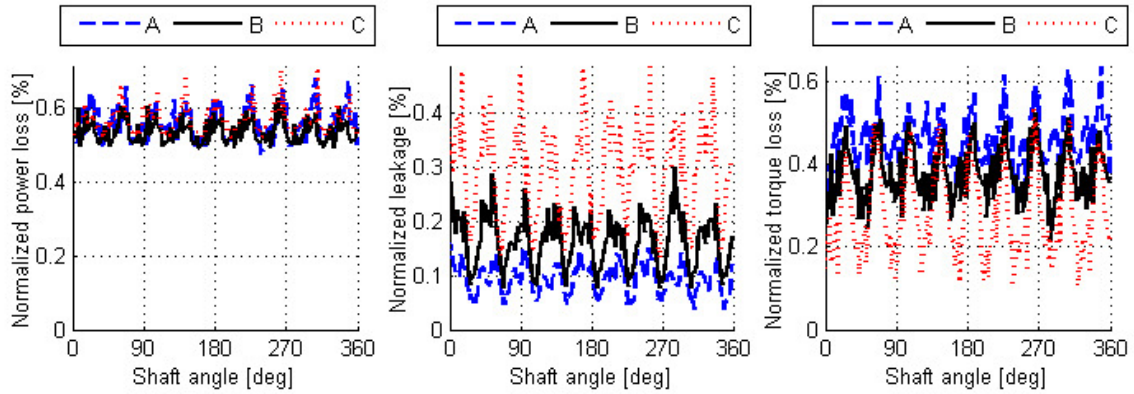 A B C
Normalized power loss [%]
0.6
0.4
0.2
0
0 90 180 270 360
Shaft angle [deg]
A B C
Normalized leakage [%]
0.4
0.3
0.2
0.1
0
0 90 180 270 360
Shaft angle [deg]
A B C
Normalized torque loss [%]
0.6
0.4
0.2
0
0 90 180 270 360
Shaft angle [deg]